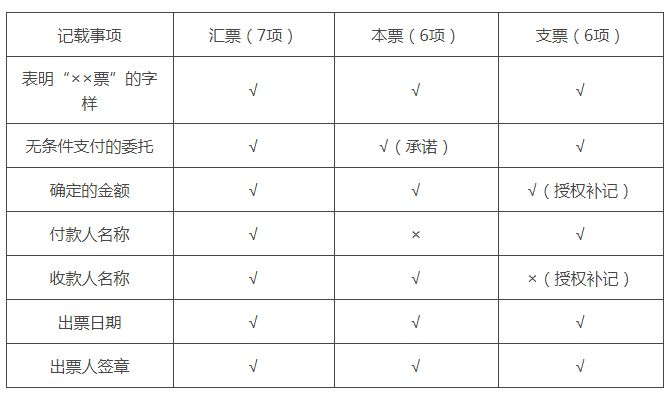 记载事项 汇票（7项） 本票（6项） 支票（6项）
表明“××票”的字
样 √ √ √
无条件支付的委托 √ √（承诺） √
确定的金额 √ √ √（授权补记）
付款人名称 √ × √
收款人名称 √ √ ×（授权补记）
出票日期 √ √ √
出票人签章 √ √ √